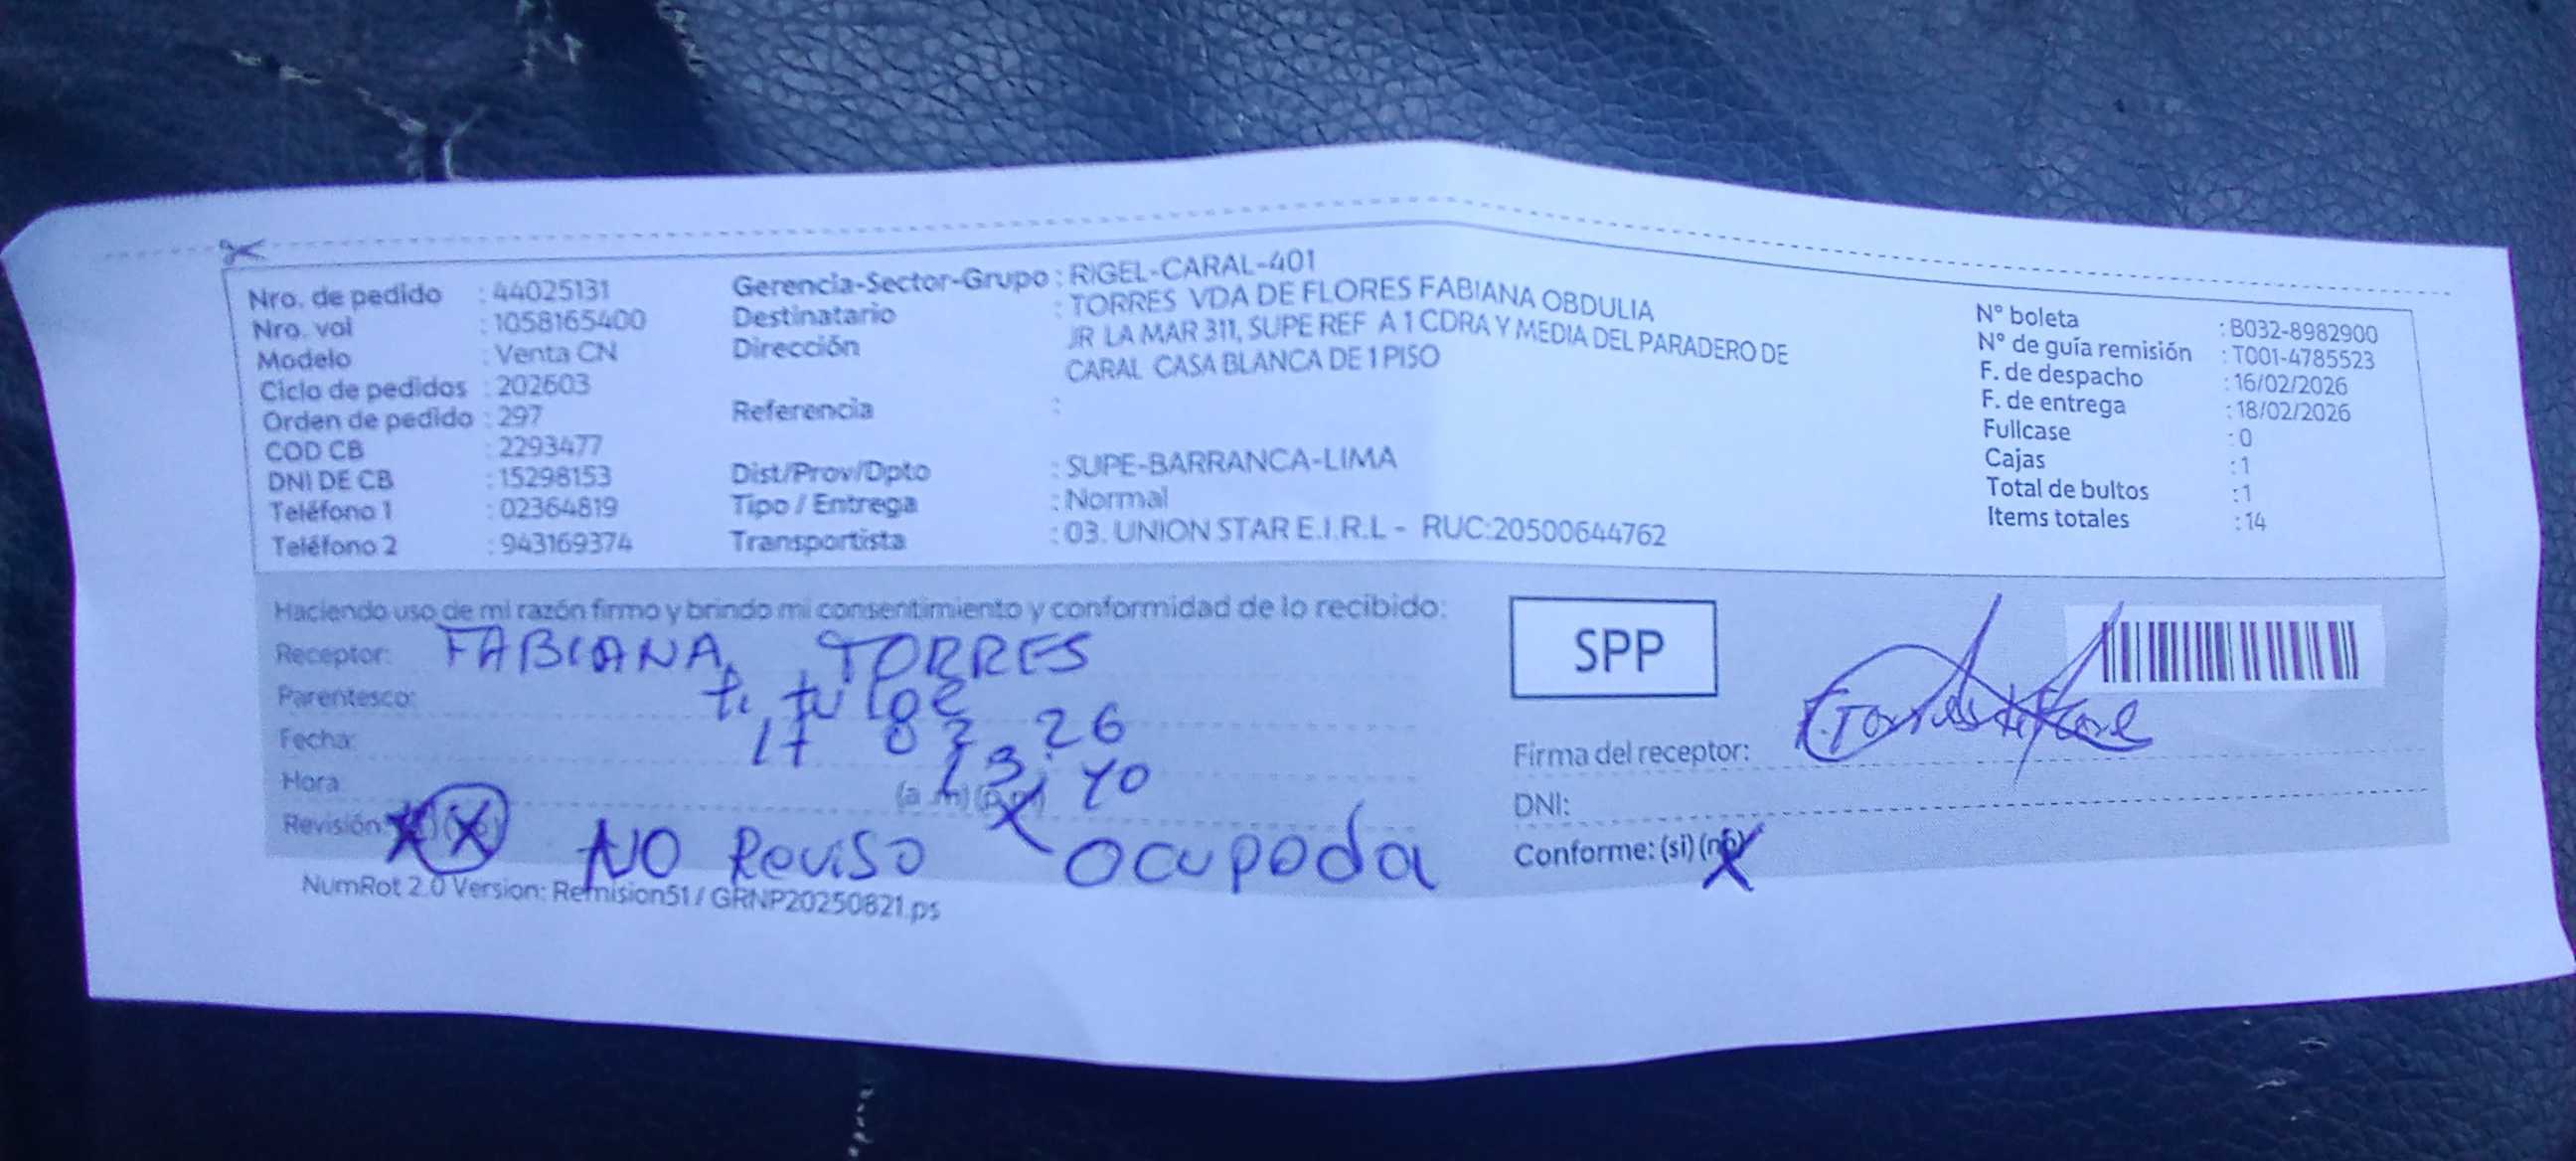 Nro. de pedido : 44025131
Nro. vol : 1058165400
Modelo : Venta CN
Ciclo de pedidos : 202603
Orden de pedido : 297
COD CB : 2293477
DNI DE CB : 15298153
Teléfono 1 : 02364819
Teléfono 2 : 943169374
Gerencia-Sector-Grupo : RIGEL-CARAL-401
Destinatario : TORRES VDA DE FLORES FABIANA OBDULIA
Dirección JR LA MAR 311, SUPE REF A 1 CDRA Y MEDIA DEL PARADERO DE
CARAL CASA BLANCA DE 1 PISO
Referencia :
Dist/Prov/Dpto : SUPE-BARRANCA-LIMA
Tipo / Entrega : Normal
Transportista : 03. UNION STAR E.I.R.L - RUC:20500644762
N° boleta : B032-8982900
N° de guía remisión : T001-4785523
F. de despacho : 16/02/2026
F. de entrega : 18/02/2026
Fullcase : 0
Cajas : 1
Total de bultos : 1
Items totales : 14
Haciendo uso de mi razón firmo y brindo mi consentimiento y conformidad de lo recibido:
Receptor: FABIANA TORRES
Parentesco:
Fecha: 17 02 26
Hora (a.m) (p.m)
Revisión: NO Reviso ocupoda
SPP
Firma del receptor:
DNI:
Conforme: (si) (no)
NumRot 2.0 Version: Remision51 / GRNP20250821.ps